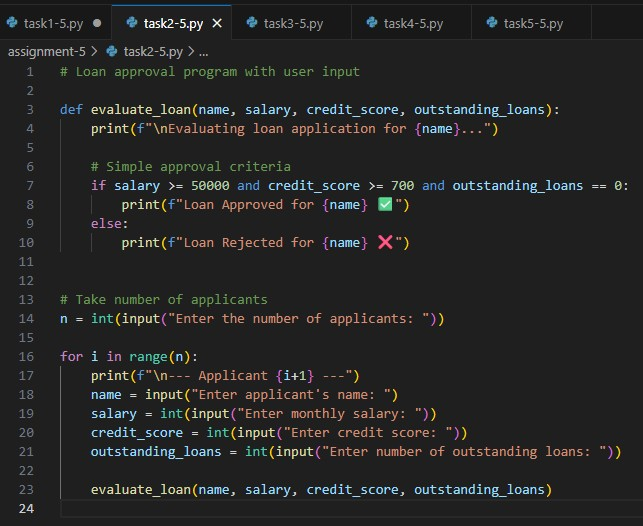 task1-5.py
task2-5.py
task3-5.py
task4-5.py
task5-5.py
assignment-5 > task2-5.py > ...
1 # Loan approval program with user input
2
3 def evaluate_loan(name, salary, credit_score, outstanding_loans):
4     print(f"\nEvaluating loan application for {name}...")
5
6     # Simple approval criteria
7     if salary >= 50000 and credit_score >= 700 and outstanding_loans == 0:
8         print(f"Loan Approved for {name} ✅")
9     else:
10         print(f"Loan Rejected for {name} ❌")
11
12
13 # Take number of applicants
14 n = int(input("Enter the number of applicants: "))
15
16 for i in range(n):
17     print(f"\n--- Applicant {i+1} ---")
18     name = input("Enter applicant's name: ")
19     salary = int(input("Enter monthly salary: "))
20     credit_score = int(input("Enter credit score: "))
21     outstanding_loans = int(input("Enter number of outstanding loans: "))
22
23     evaluate_loan(name, salary, credit_score, outstanding_loans)
24